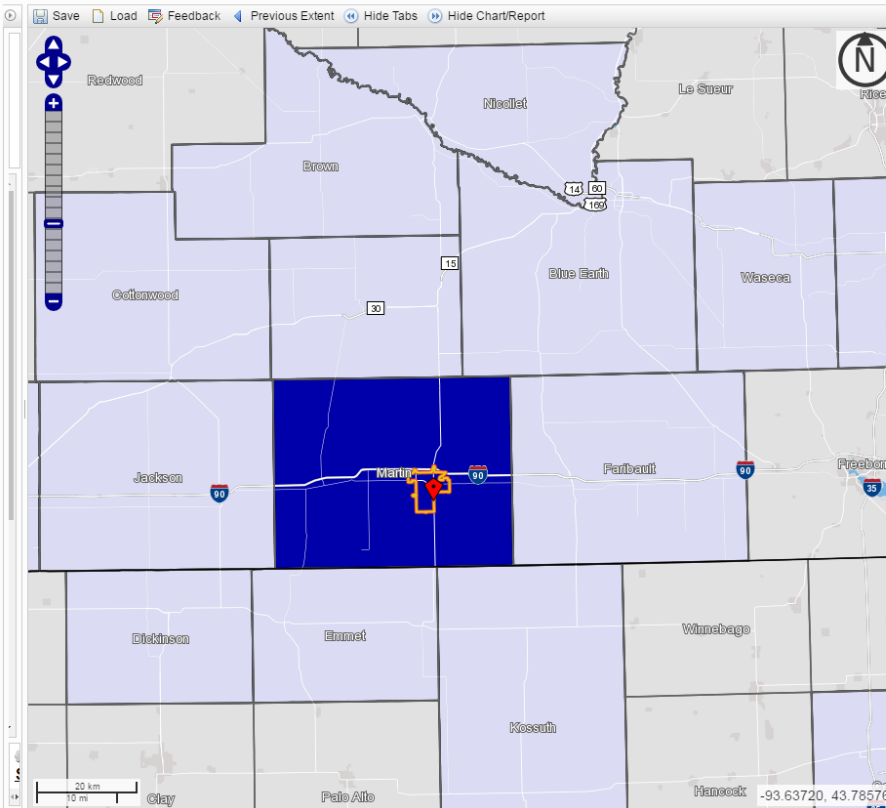 Save Load Feedback Previous Extent Hide Tabs Hide Chart/Report
N
Redwood
Le Sueur
Rice
Nicollet
Brown
14 60
169
15
Blue Earth
Waseca
Cottonwood
30
Martin
Faribault
Freebor
Jackson
90
90
90
35
Dickinson
Emmet
Winnebago
Kossuth
20 km
10 mi
Clay
Palo Alto
Hancock
-93.63720, 43.78576